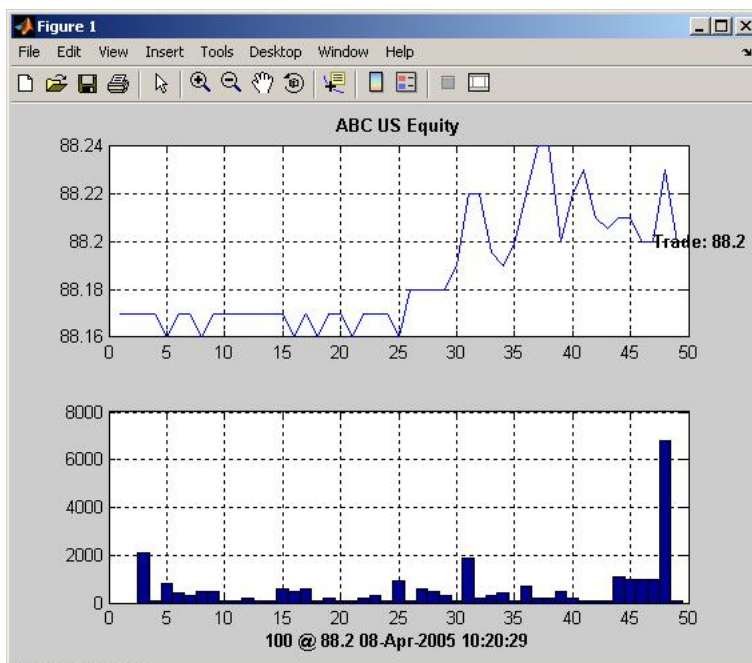 Figure 1
File Edit View Insert Tools Desktop Window Help
ABC US Equity
88.24
88.22
88.2
88.18
88.16
Trade: 88.2
0 5 10 15 20 25 30 35 40 45 50
8000
6000
4000
2000
0
0 5 10 15 20 25 30 35 40 45 50
100 @ 88.2 08-Apr-2005 10:20:29